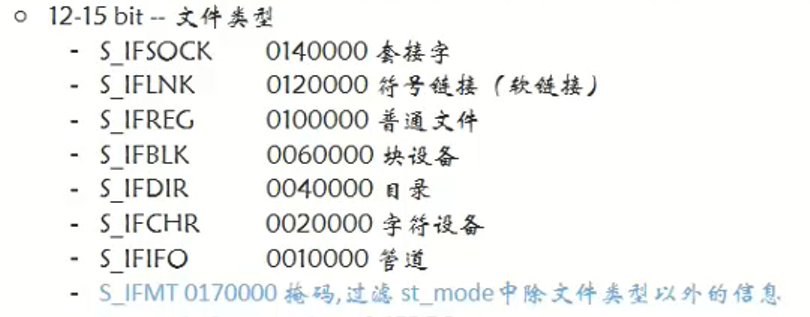 ○ 12-15 bit -- 文件类型
- S_IFSOCK 0140000 套接字
- S_IFLNK 0120000 符号链接（软链接）
- S_IFREG 0100000 普通文件
- S_IFBLK 0060000 块设备
- S_IFDIR 0040000 目录
- S_IFCHR 0020000 字符设备
- S_IFIFO 0010000 管道
- S_IFMT 0170000 掩码,过滤 st_mode中除文件类型以外的信息